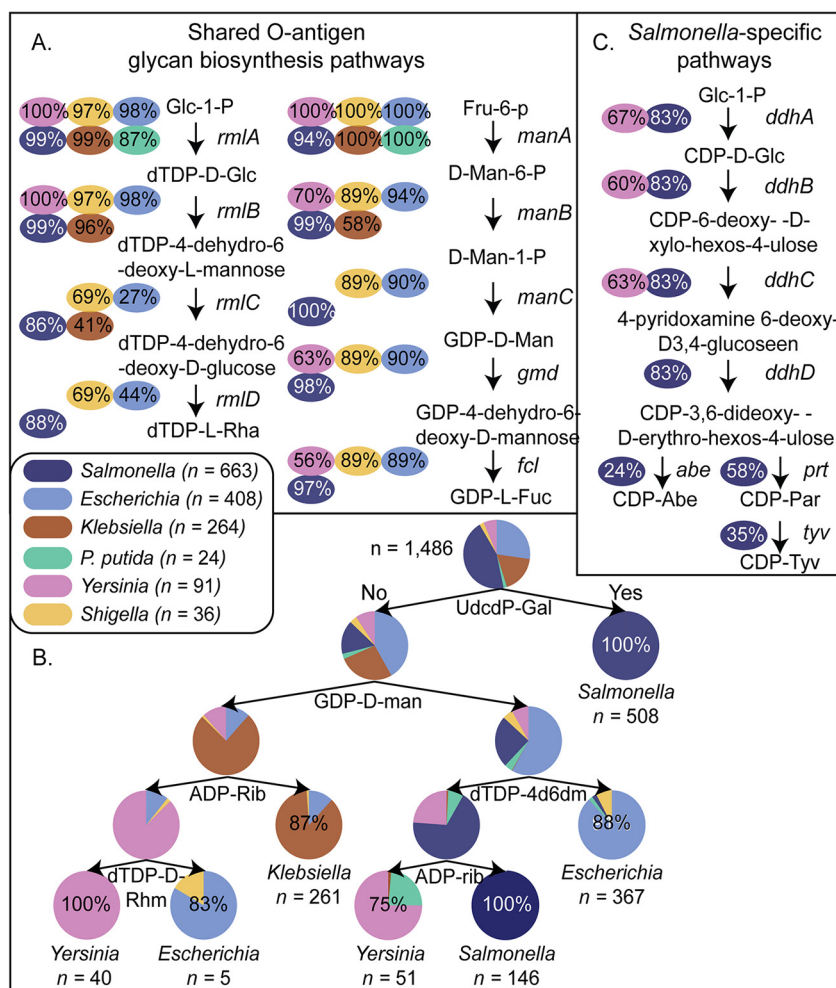 A.
Shared O-antigen
glycan biosynthesis pathways
100% 97% 98% Glc-1-P
99% 99% 87% rmlA
dTDP-D-Glc
100% 97% 98%
99% 96% rmlB
dTDP-4-dehydro-6
-deoxy-L-mannose
69% 27% rmlC
86% 41%
dTDP-4-dehydro-6
-deoxy-D-glucose
69% 44% rmlD
88%
dTDP-L-Rha
100% 100% 100% Fru-6-p
94% 100% 100% manA
D-Man-6-P
70% 89% 94%
99% 58% manB
D-Man-1-P
89% 90%
100% manC
GDP-D-Man
63% 89% 90%
98% gmd
GDP-4-dehydro-6-
deoxy-D-mannose
56% 89% 89% fcl
97%
GDP-L-Fuc
C. Salmonella-specific
pathways
Glc-1-P
67% 83% ddhA
CDP-D-Glc
60% 83% ddhB
CDP-6-deoxy- -D-
xylo-hexos-4-ulose
63% 83% ddhC
4-pyridoxamine 6-deoxy-
D3,4-glucoseen
83% ddhD
CDP-3,6-dideoxy- -
D-erythro-hexos-4-ulose
24% abe 58% prt
CDP-Abe CDP-Par
35% tyv
CDP-Tyv
Salmonella (n = 663)
Escherichia (n = 408)
Klebsiella (n = 264)
P. putida (n = 24)
Yersinia (n = 91)
Shigella (n = 36)
B.
n = 1,486
No Yes
UdcdP-Gal
100%
Salmonella
n = 508
GDP-D-man
ADP-Rib dTDP-4d6dm
87%
Klebsiella
n = 261
88%
Escherichia
n = 367
dTDP-D-
Rhm
ADP-rib
100% 83% 75% 100%
Yersinia Escherichia Yersinia Salmonella
n = 40 n = 5 n = 51 n = 146